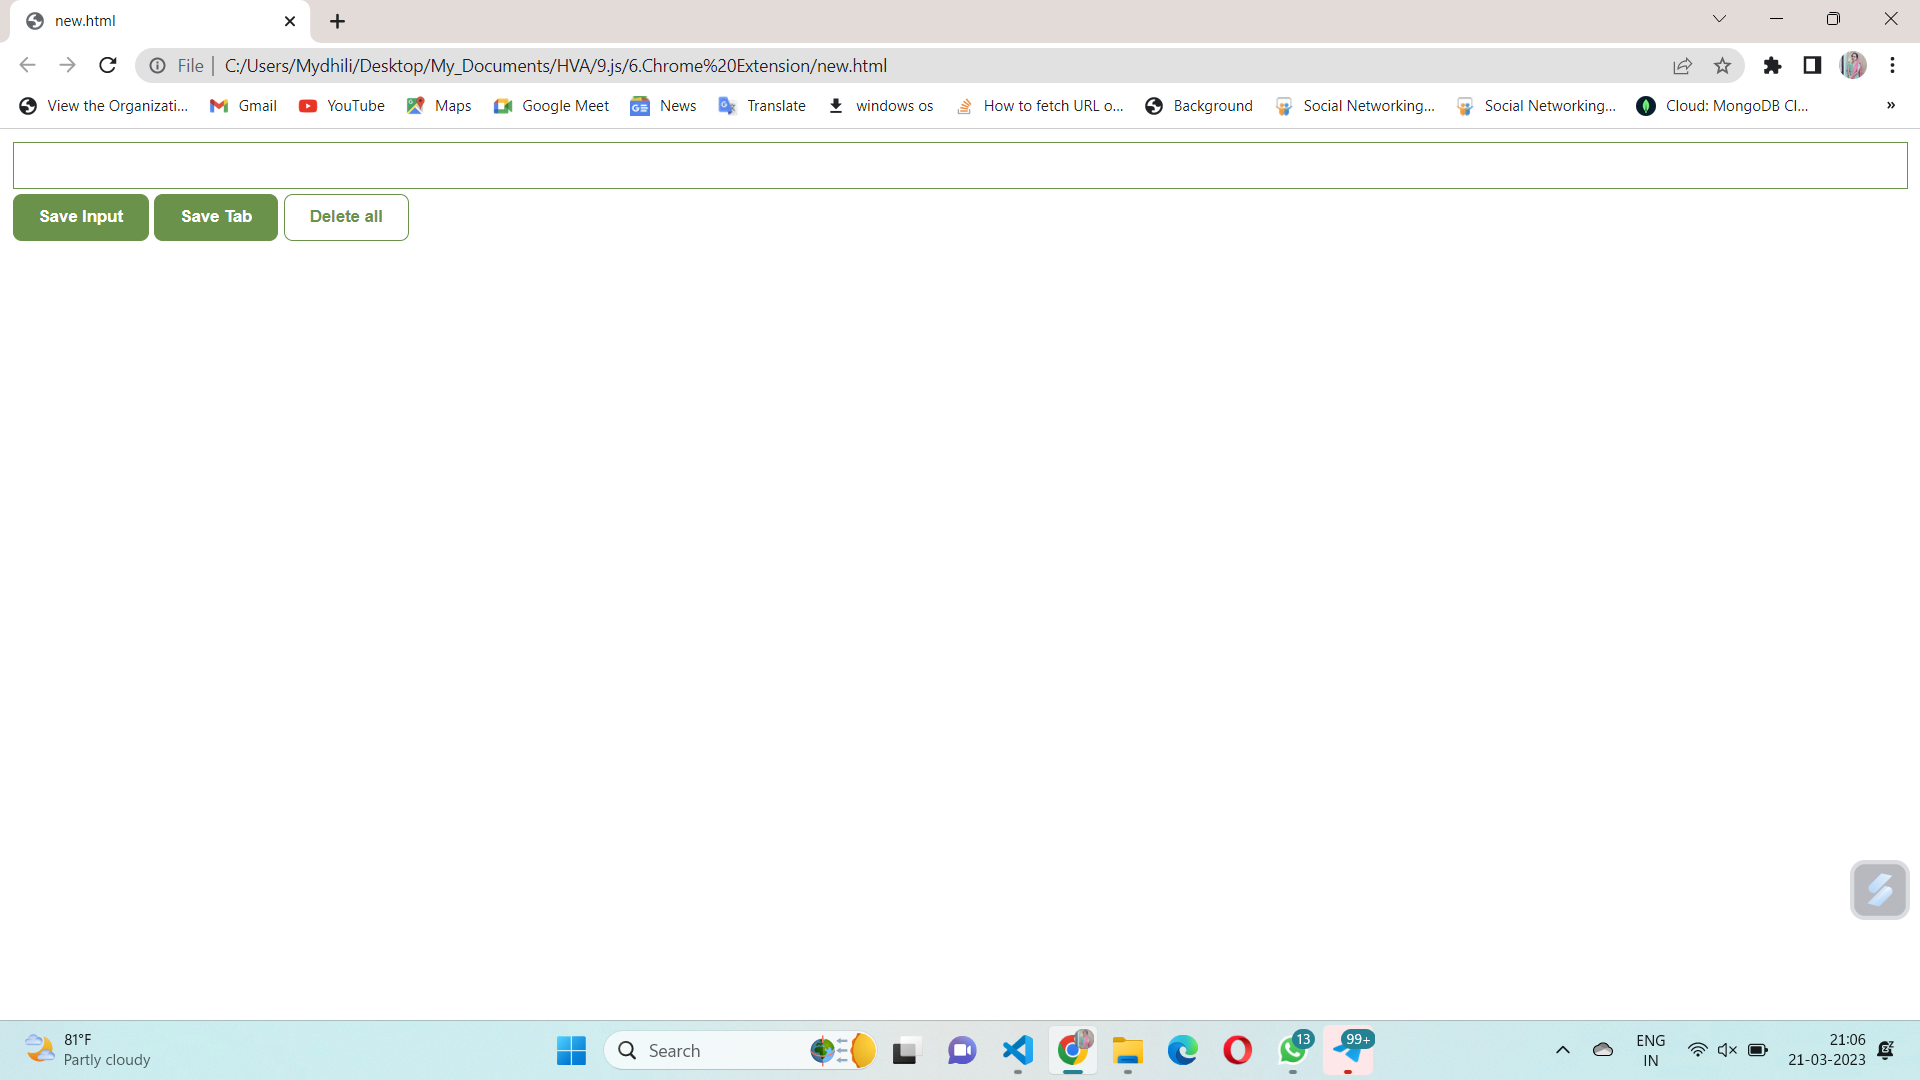 new.html
File | C:/Users/Mydhili/Desktop/My_Documents/HVA/9.js/6.Chrome%20Extension/new.html
View the Organizati... Gmail YouTube Maps Google Meet News Translate windows os How to fetch URL o... Background Social Networking... Social Networking... Cloud: MongoDB Cl... »
Save Input Save Tab Delete all
81°F
Partly cloudy
Search
13
99+
ENG
IN
21:06
21-03-2023